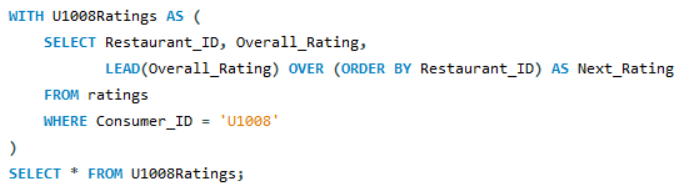 WITH U1008Ratings AS (
    SELECT Restaurant_ID, Overall_Rating,
           LEAD(Overall_Rating) OVER (ORDER BY Restaurant_ID) AS Next_Rating
    FROM ratings
    WHERE Consumer_ID = 'U1008'
)
SELECT * FROM U1008Ratings;